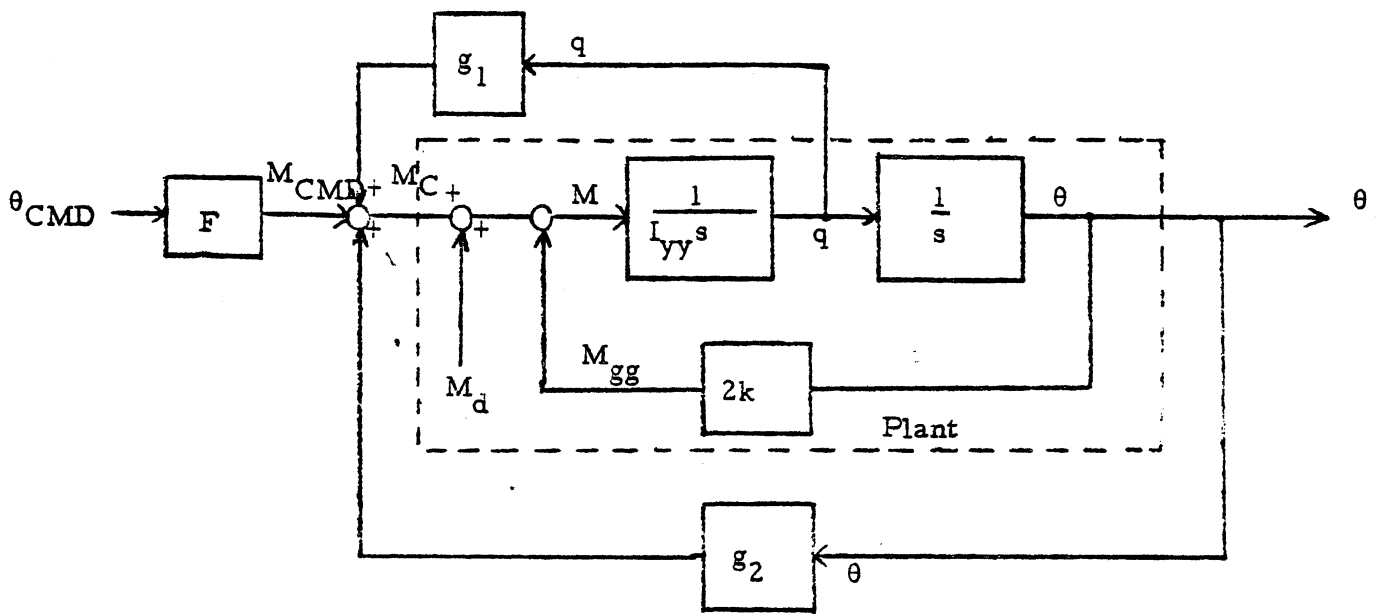 q
g1
MCMD
+
MC
+
M
1
Iyys
1
s
θ
θ
θCMD
F
q
+
+
Mgg
Md
2k
Plant
g2
θ